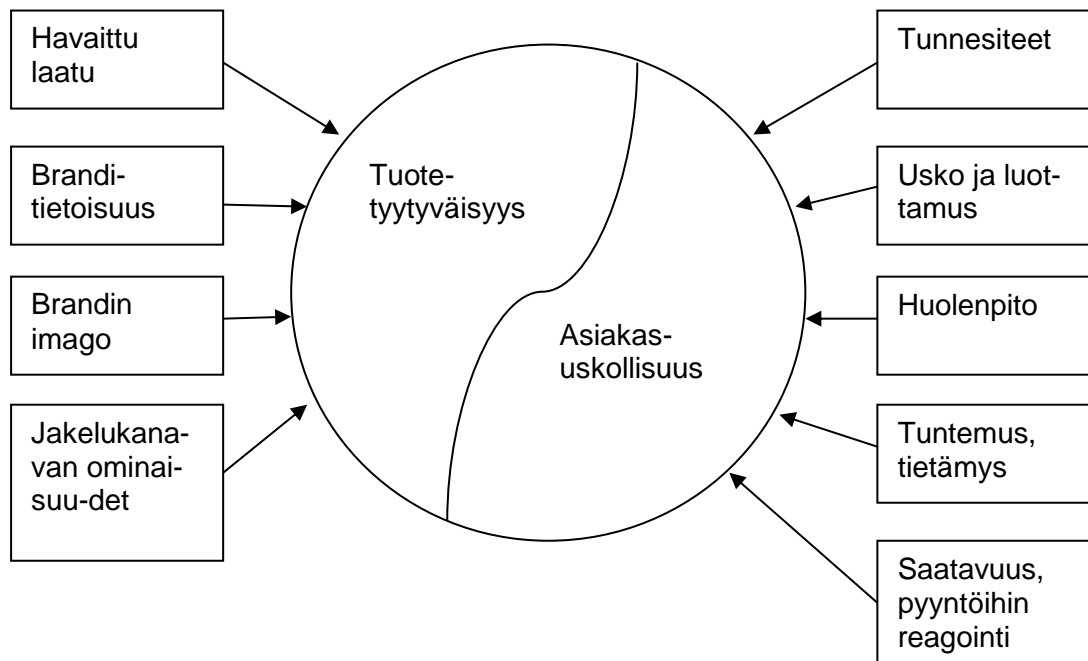 Havaittu
laatu
Brandi-
tietoisuus
Brandin
imago
Jakelukana-
van ominai-
suu-det
Tuote-
tyytyväisyys
Asiakas-
uskollisuus
Tunnesiteet
Usko ja luot-
tamus
Huolenpito
Tuntemus,
tietämys
Saatavuus,
pyyntöihin
reagointi